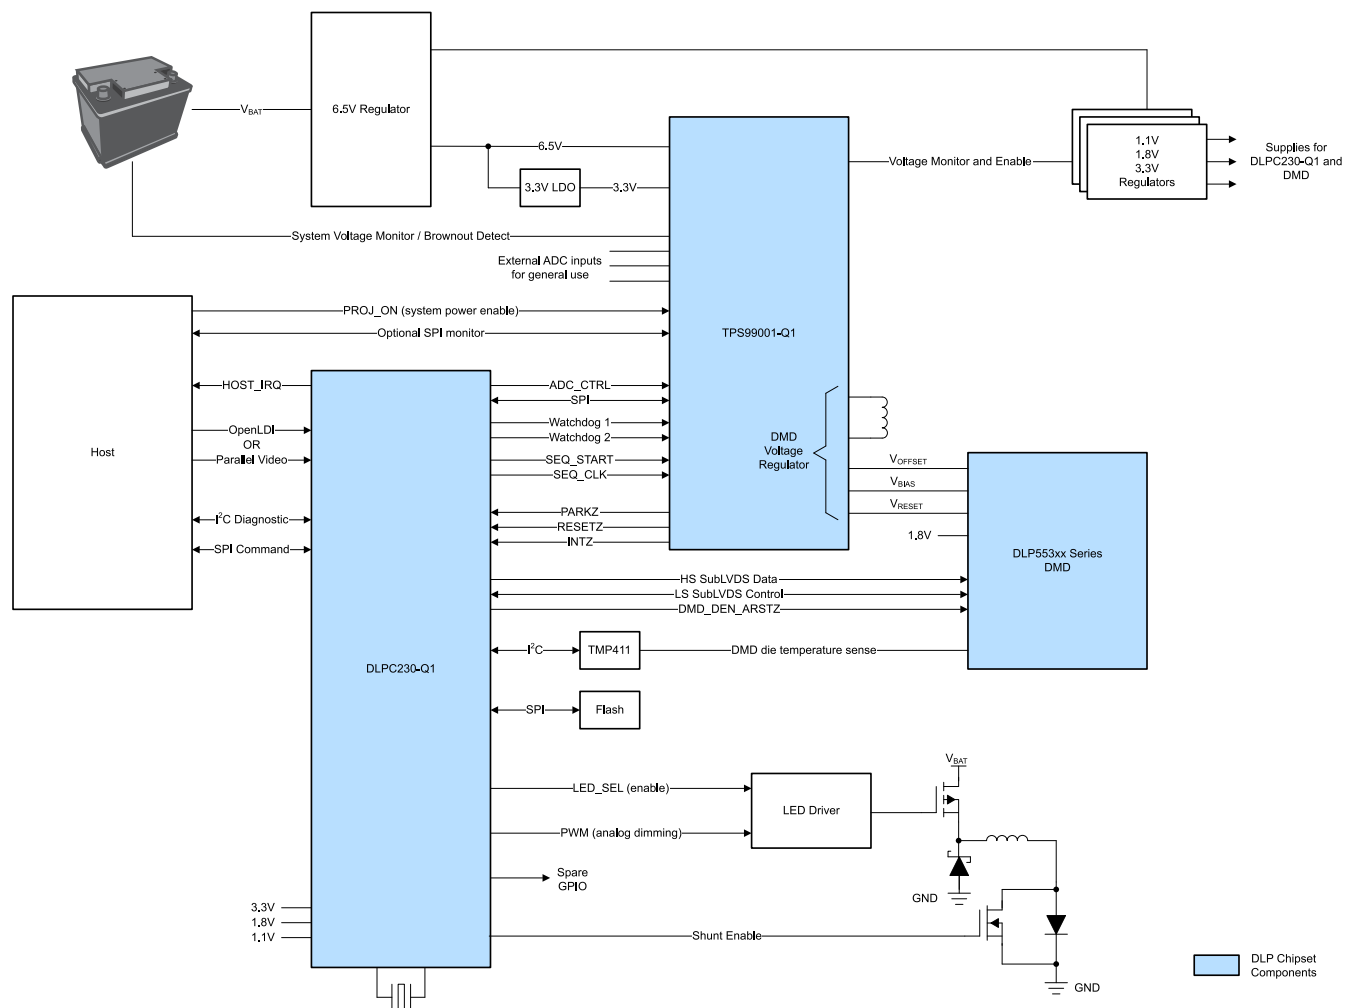 V_BAT
6.5V Regulator
6.5V
3.3V LDO
3.3V
Voltage Monitor and Enable
1.1V
1.8V
3.3V
Regulators
Supplies for
DLPC230-Q1 and
DMD
System Voltage Monitor / Brownout Detect
External ADC inputs
for general use
PROJ_ON (system power enable)
Optional SPI monitor
TPS99001-Q1
Host
HOST_IRQ
OpenLDI
OR
Parallel Video
I²C Diagnostic
SPI Command
ADC_CTRL
SPI
Watchdog 1
Watchdog 2
SEQ_START
SEQ_CLK
PARKZ
RESETZ
INTZ
DMD
Voltage
Regulator
V_OFFSET
V_BIAS
V_RESET
1.8V
DLP553xx Series
DMD
HS SubLVDS Data
LS SubLVDS Control
DMD_DEN_ARSTZ
DLPC230-Q1
I²C
TMP411
DMD die temperature sense
SPI
Flash
LED_SEL (enable)
PWM (analog dimming)
LED Driver
V_BAT
GND
Spare
GPIO
3.3V
1.8V
1.1V
Shunt Enable
GND
DLP Chipset
Components